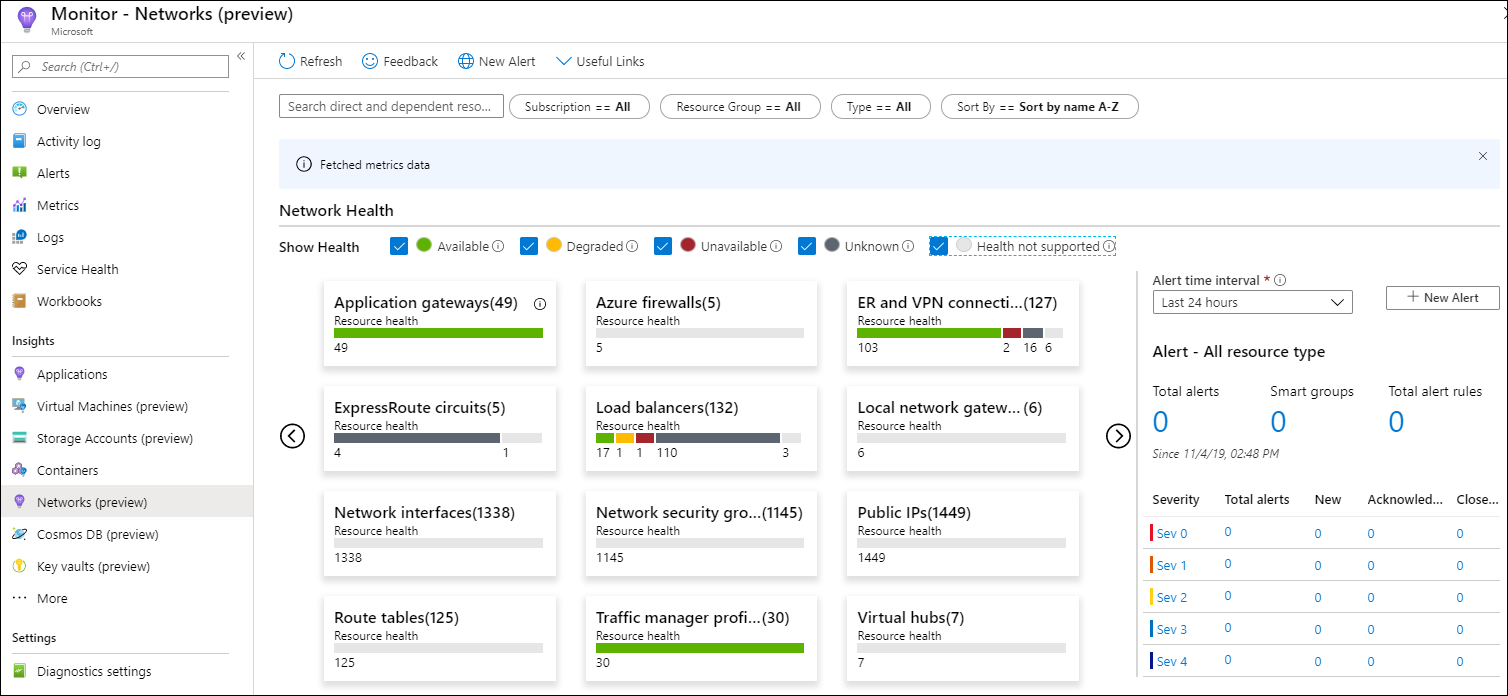 Monitor - Networks (preview)
Microsoft
Search (Ctrl+/)
Overview
Activity log
Alerts
Metrics
Logs
Service Health
Workbooks
Insights
Applications
Virtual Machines (preview)
Storage Accounts (preview)
Containers
Networks (preview)
Cosmos DB (preview)
Key vaults (preview)
More
Settings
Diagnostics settings
Refresh Feedback New Alert Useful Links
Search direct and dependent reso... Subscription == All Resource Group == All Type == All Sort By == Sort by name A-Z
Fetched metrics data
Network Health
Show Health Available Degraded Unavailable Unknown Health not supported
Application gateways(49)
Resource health
49
Azure firewalls(5)
Resource health
5
ER and VPN connecti...(127)
Resource health
103 2 16 6
ExpressRoute circuits(5)
Resource health
4 1
Load balancers(132)
Resource health
17 1 1 110 3
Local network gatew... (6)
Resource health
6
Network interfaces(1338)
Resource health
1338
Network security gro...(1145)
Resource health
1145
Public IPs(1449)
Resource health
1449
Route tables(125)
Resource health
125
Traffic manager profi...(30)
Resource health
30
Virtual hubs(7)
Resource health
7
Alert time interval *
Last 24 hours
+ New Alert
Alert - All resource type
Total alerts Smart groups Total alert rules
0 0 0
Since 11/4/19, 02:48 PM
Severity Total alerts New Acknowled... Close...
Sev 0 0 0 0 0
Sev 1 0 0 0 0
Sev 2 0 0 0 0
Sev 3 0 0 0 0
Sev 4 0 0 0 0